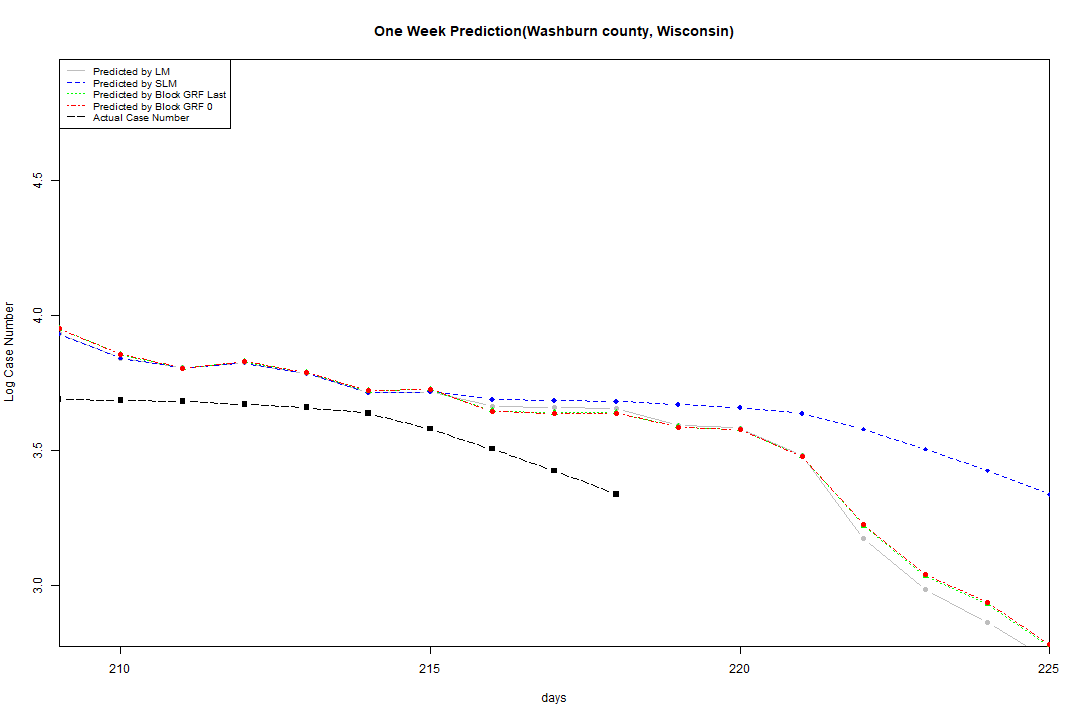 One Week Prediction(Washburn county, Wisconsin)
Predicted by LM
Predicted by SLM
Predicted by Block GRF Last
Predicted by Block GRF 0
Actual Case Number
4.5
4.0
3.5
3.0
Log Case Number
210 215 220 225
days